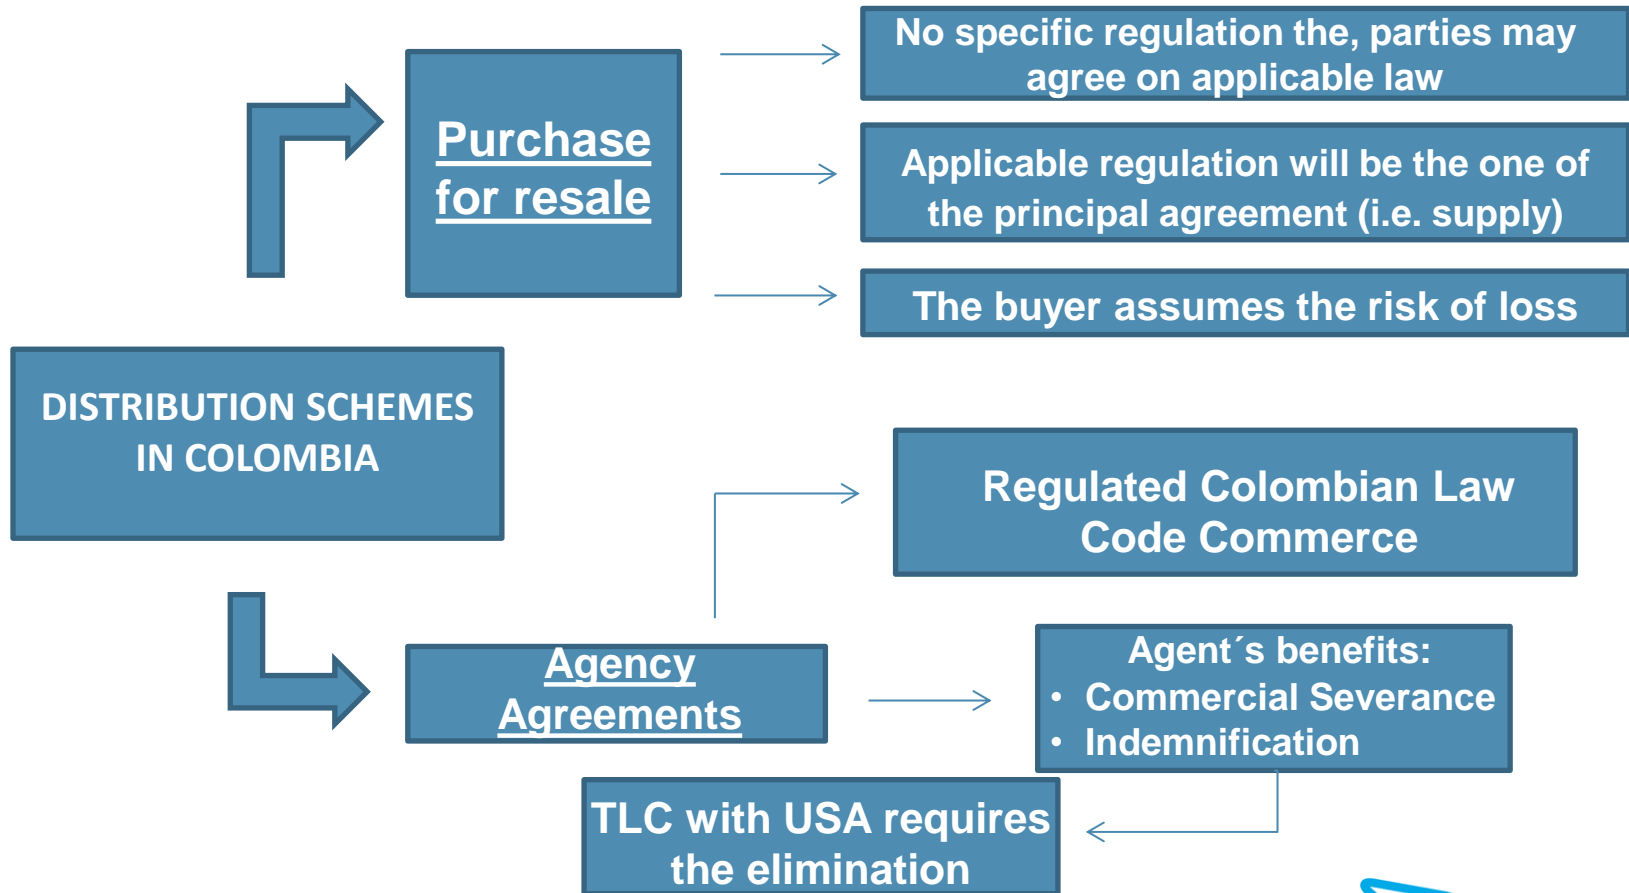 No specific regulation the, parties may
agree on applicable law
Purchase
for resale
Applicable regulation will be the one of
the principal agreement (i.e. supply)
The buyer assumes the risk of loss
DISTRIBUTION SCHEMES
IN COLOMBIA
Regulated Colombian Law
Code Commerce
Agency
Agreements
Agent´s benefits:
• Commercial Severance
• Indemnification
TLC with USA requires
the elimination